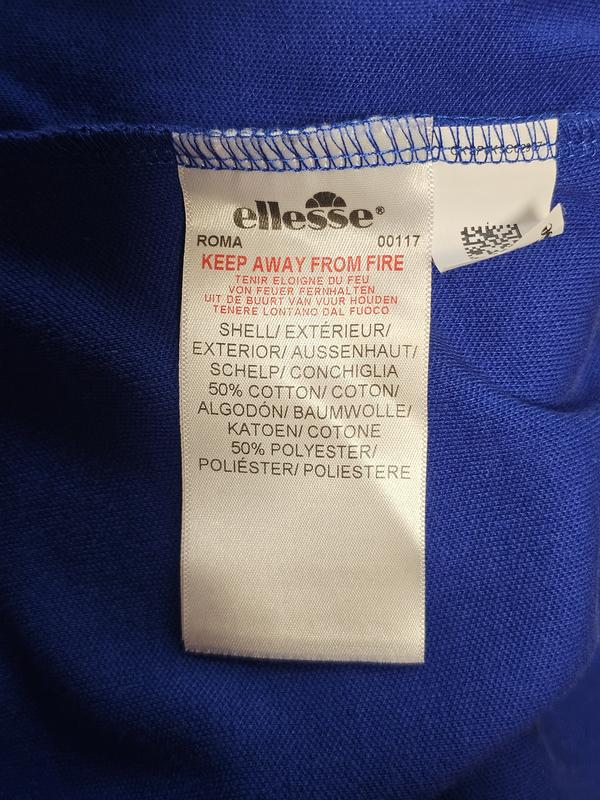 ellesse®
ROMA 00117
KEEP AWAY FROM FIRE
TENIR ELOIGNE DU FEU
VON FEUER FERNHALTEN
UIT DE BUURT VAN VUUR HOUDEN
TENERE LONTANO DAL FUOCO
SHELL/ EXTÉRIEUR/
EXTERIOR/ AUSSENHAUT/
SCHELP/ CONCHIGLIA
50% COTTON/ COTON/
ALGODÓN/ BAUMWOLLE/
KATOEN/ COTONE
50% POLYESTER/
POLIÉSTER/ POLIESTERE